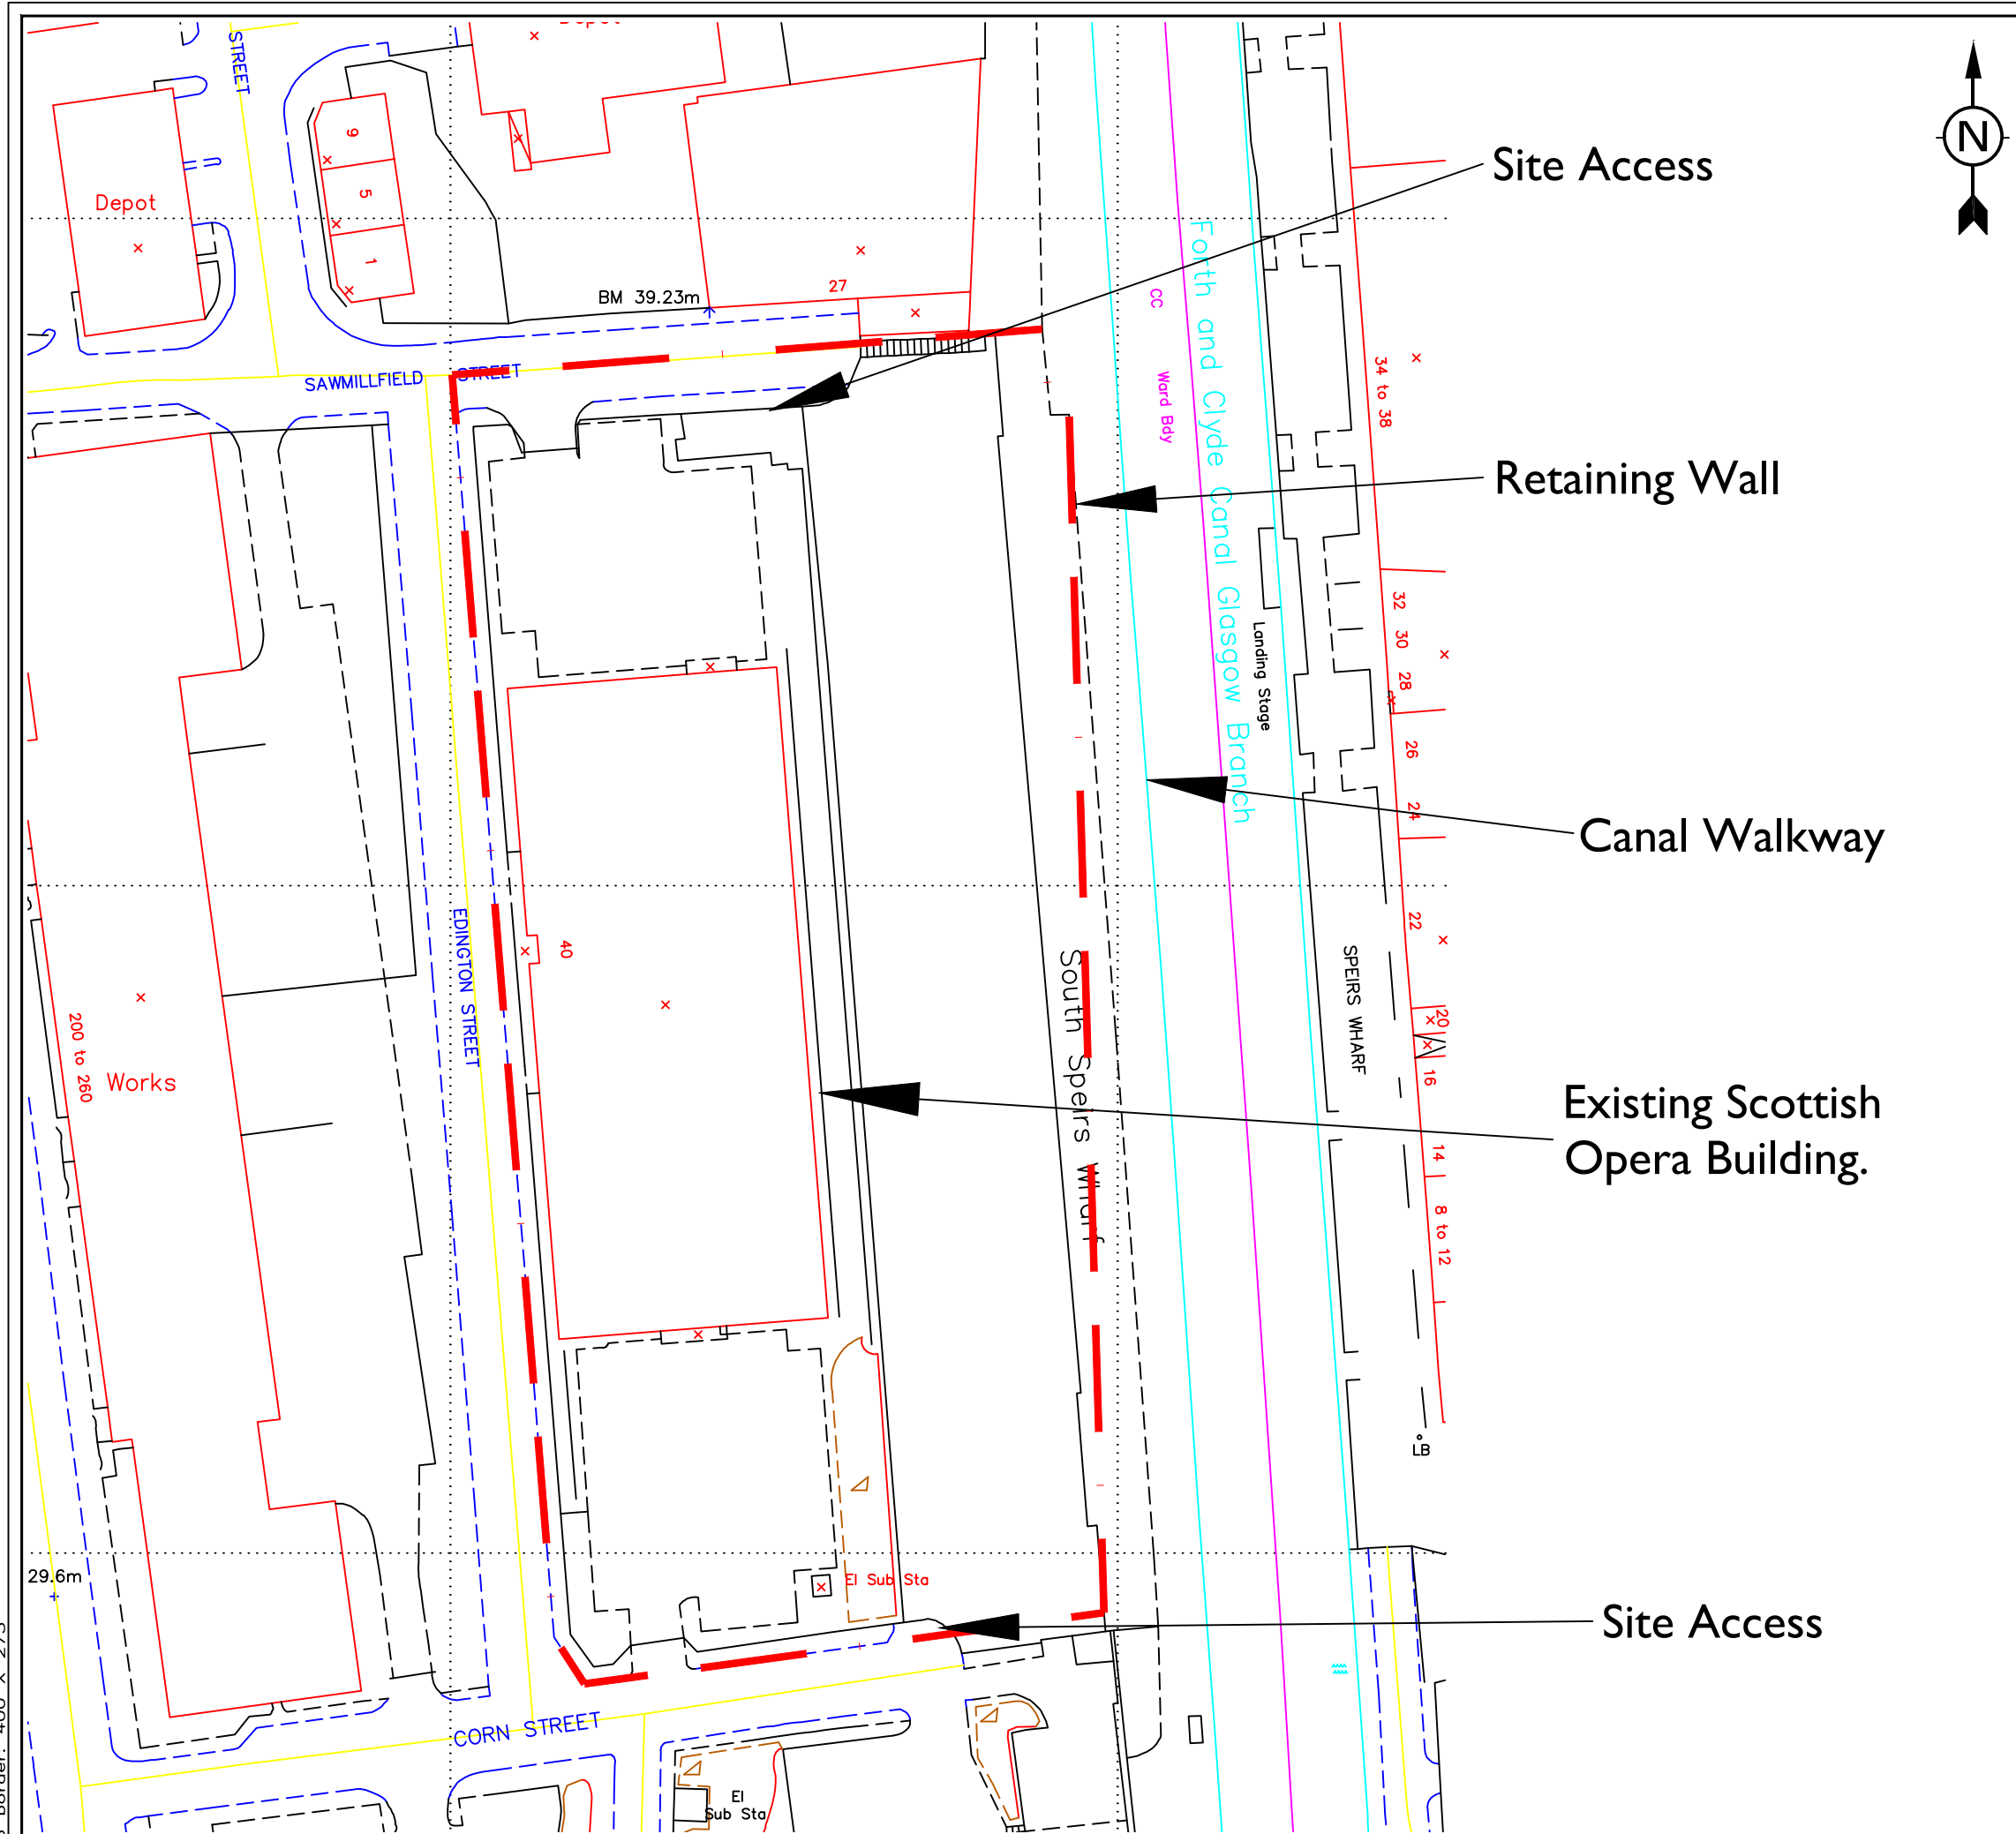 Depot
STREET
N
9
5
1
Depot
Site Access
BM 39.23m
27
CC
Forth and Clyde Canal Glasgow Branch
Ward Bdy
34 to 38
SAWMILLFIELD STREET
Retaining Wall
32
30
28
26
24
22
20
16
14
8 to 12
Landing Stage
Canal Walkway
EDINGTON STREET
40
South Speirs Wharf
SPEIRS WHARF
200 to 260
Works
Existing Scottish
Opera Building.
LB
29.6m
El Sub Sta
Site Access
CORN STREET
El
Sub Sta